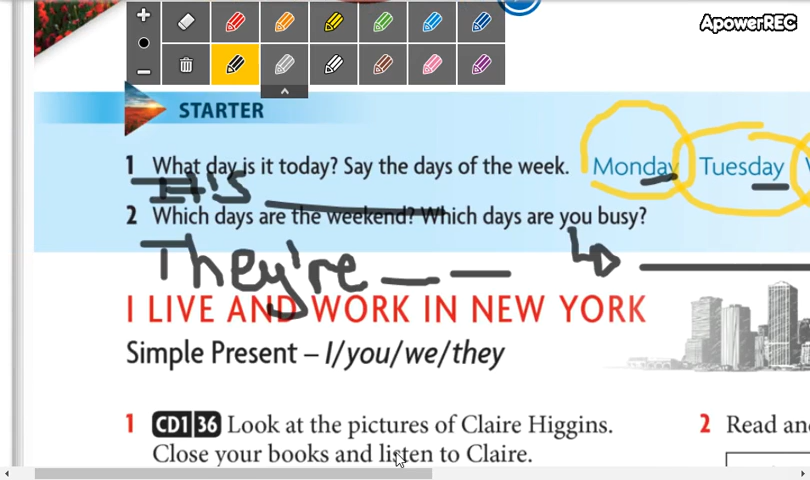 ApowerREC
STARTER
1 What day is it today? Say the days of the week. Monday Tuesday
It's
2 Which days are the weekend? Which days are you busy?
They're
I LIVE AND WORK IN NEW YORK
Simple Present – I/you/we/they
1 CD1 36 Look at the pictures of Claire Higgins.
Close your books and listen to Claire.
2 Read an